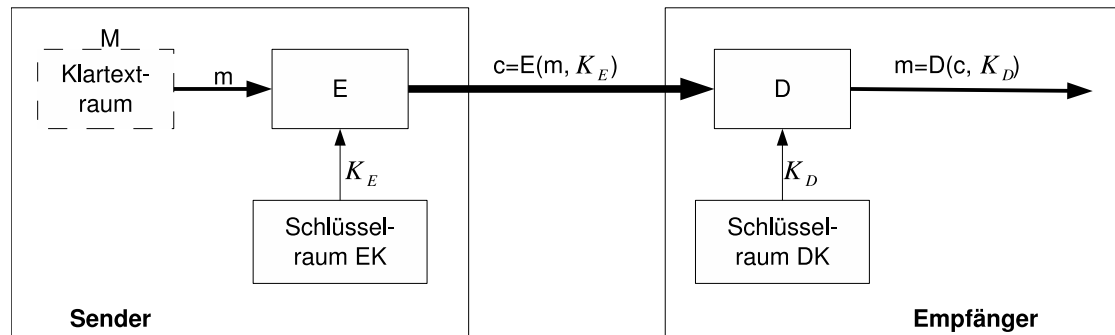 M
Klartext-
raum
m
E
c=E(m, K_E)
D
m=D(c, K_D)
K_E
K_D
Schlüssel-
raum EK
Schlüssel-
raum DK
Sender
Empfänger